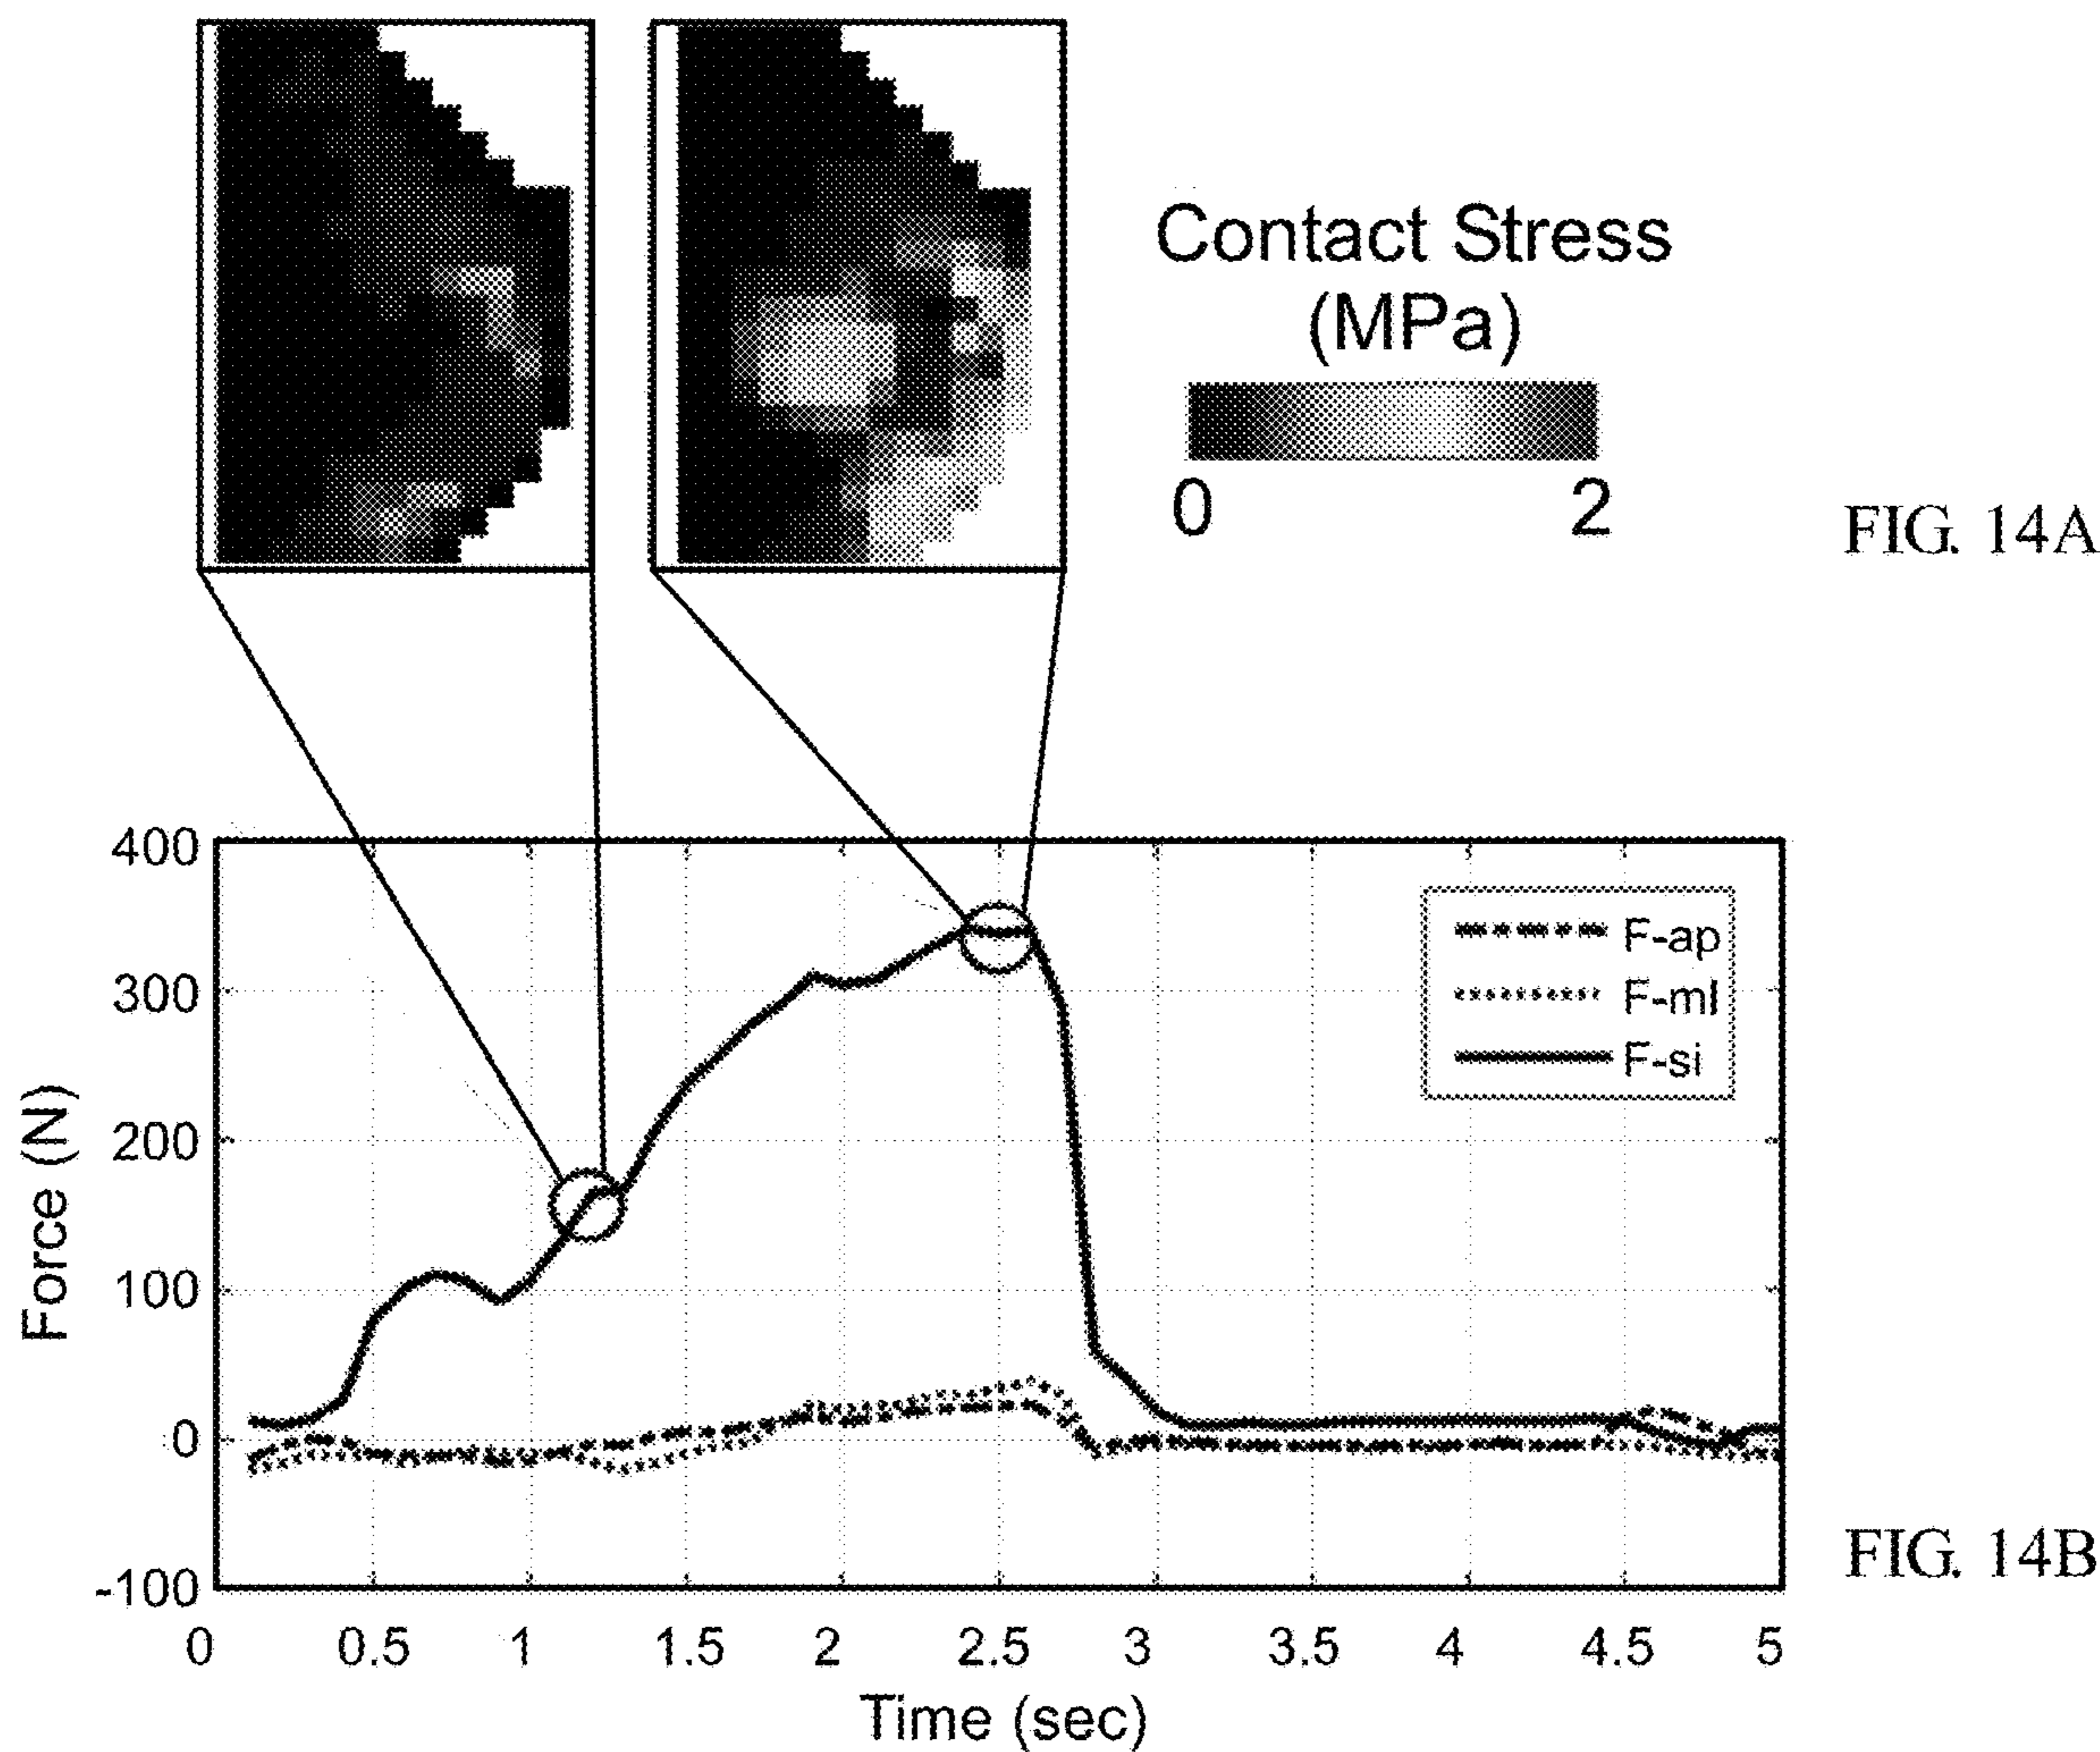 Contact Stress
(MPa)
0 2
FIG. 14A
400
300
200
100
0
-100
Force (N)
F-ap
F-ml
F-si
0 0.5 1 1.5 2 2.5 3 3.5 4 4.5 5
Time (sec)
FIG. 14B